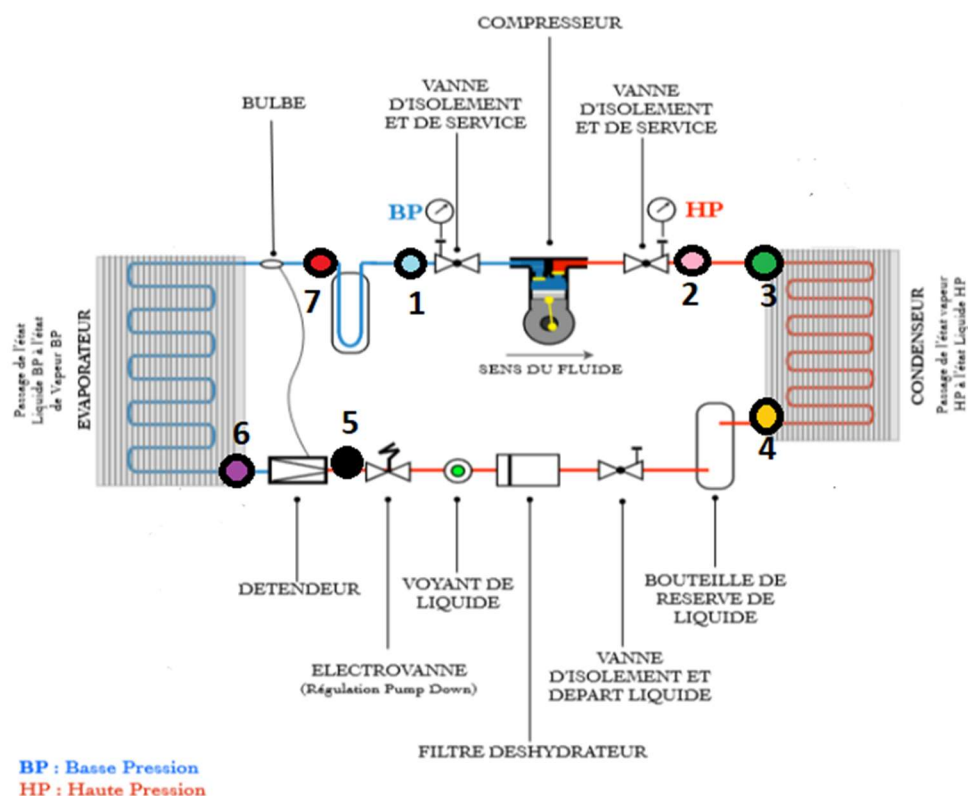 COMPRESSEUR
VANNE
D'ISOLEMENT
ET DE SERVICE
VANNE
D'ISOLEMENT
ET DE SERVICE
BULBE
BP
HP
7
1
2
3
Passage de l'état
Liquide BP à l'état
de Vapeur BP
EVAPORATEUR
CONDENSEUR
Passage de l'état vapeur
HP à l'état Liquide HP
SENS DU FLUIDE
6
5
4
DETENDEUR
VOYANT DE
LIQUIDE
BOUTEILLE DE
RESERVE DE
LIQUIDE
ELECTROVANNE
(Régulation Pump Down)
VANNE
D'ISOLEMENT ET
DEPART LIQUIDE
FILTRE DESHYDRATEUR
BP : Basse Pression
HP : Haute Pression